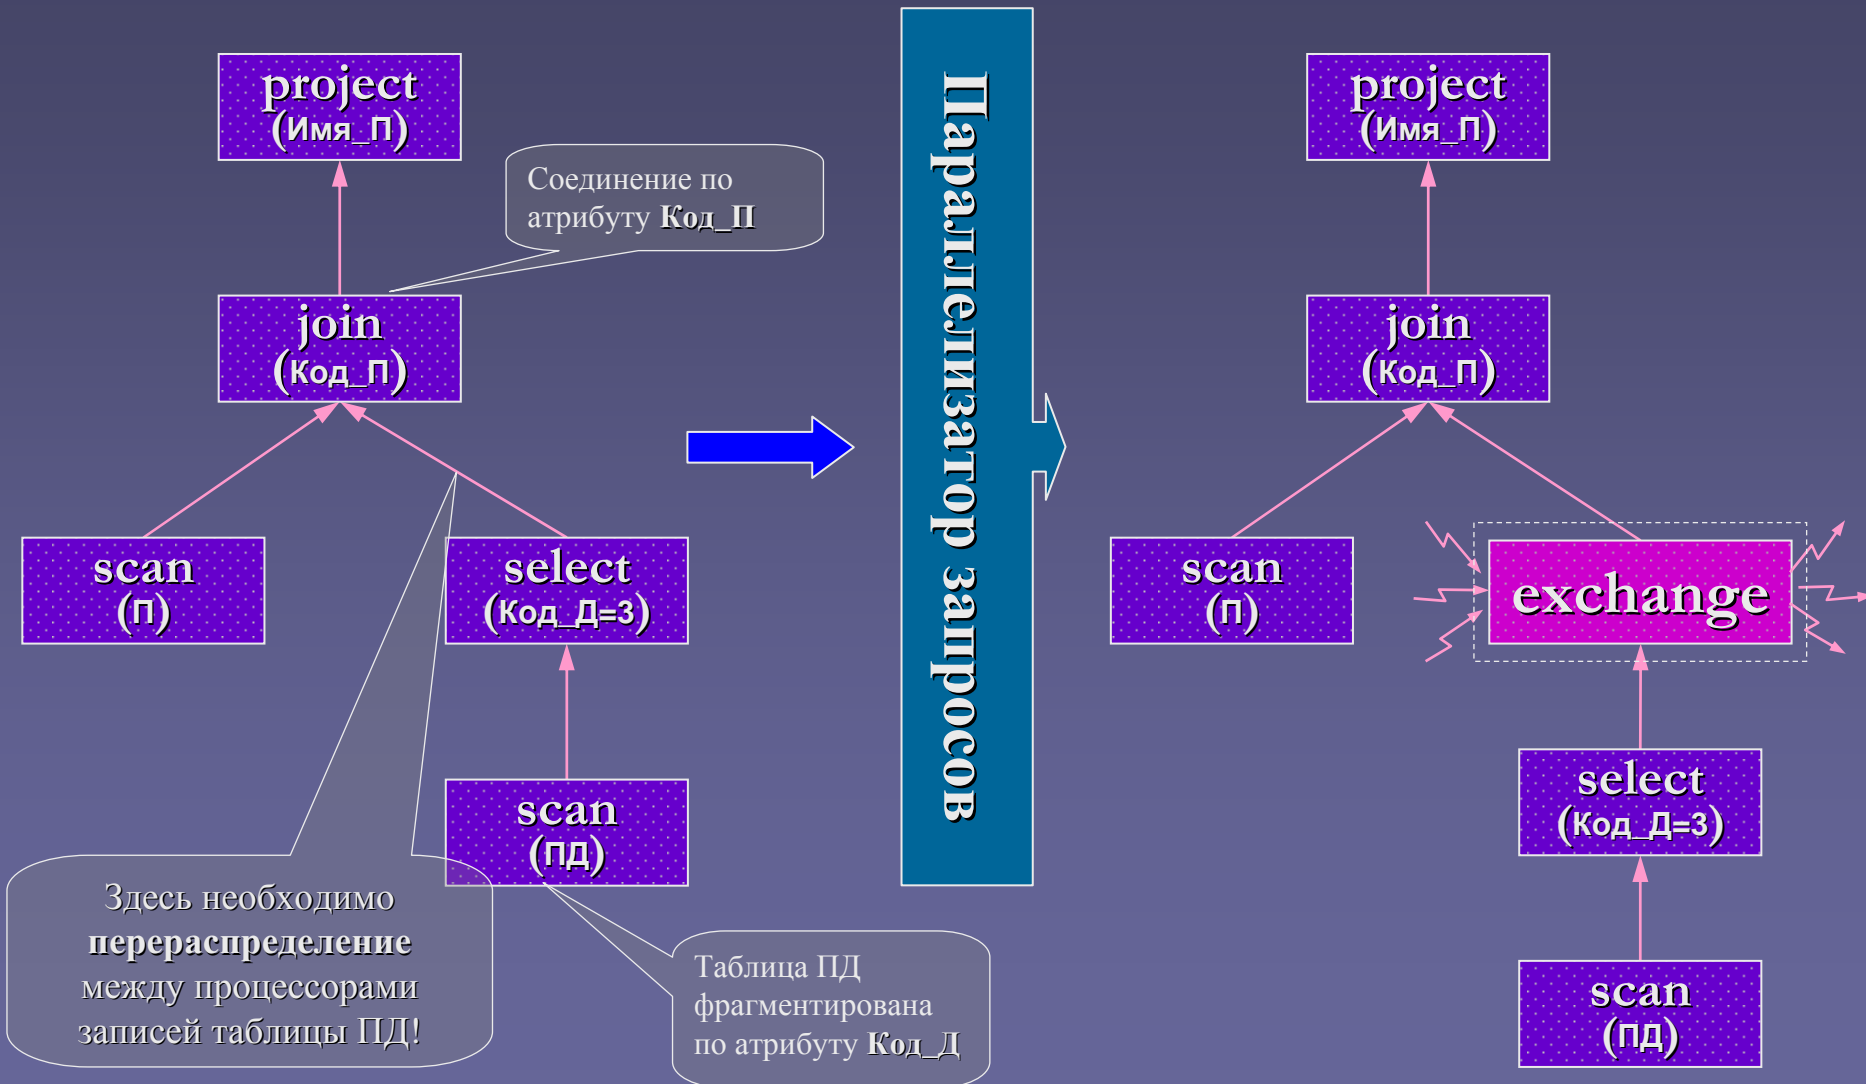 project
(Имя_П)
Соединение по
атрибуту Код_П
join
(Код_П)
scan
(П)
select
(Код_Д=3)
scan
(ПД)
Здесь необходимо
перераспределение
между процессорами
записей таблицы ПД!
Таблица ПД
фрагментирована
по атрибуту Код_Д
Параллелизатор запросов
project
(Имя_П)
join
(Код_П)
scan
(П)
exchange
select
(Код_Д=3)
scan
(ПД)